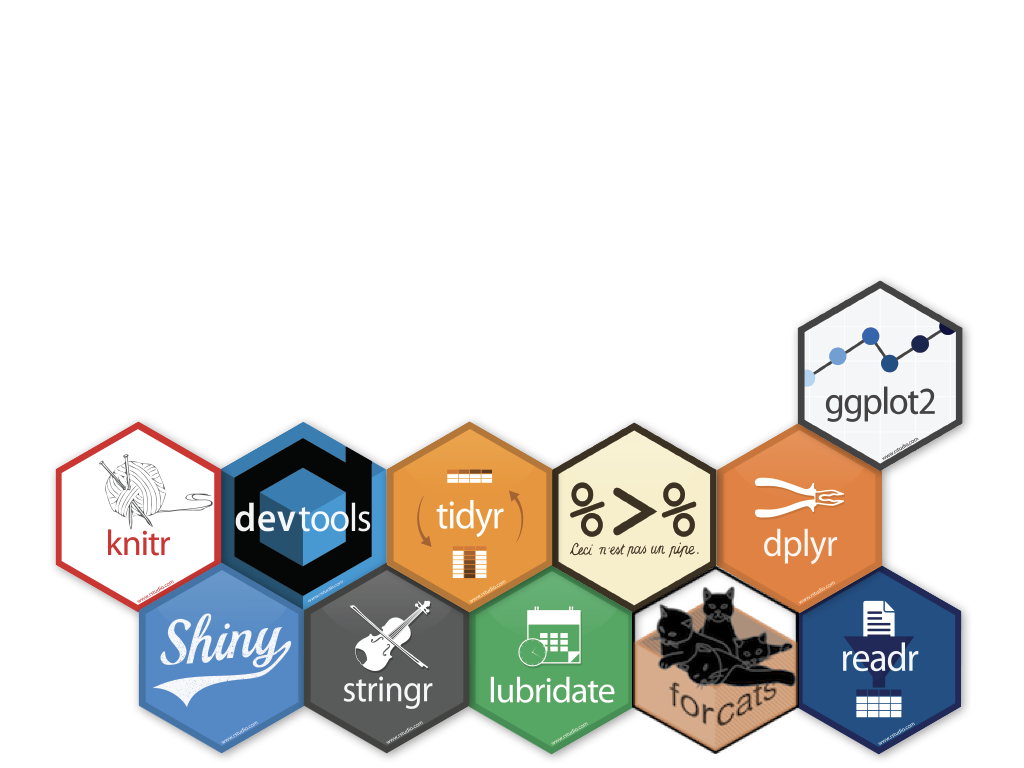 ggplot2
www.rstudio.com
knitr
www.rstudio.com
devtools
www.rstudio.com
tidyr
www.rstudio.com
%>%
Ceci n'est pas un pipe.
dplyr
www.rstudio.com
Shiny
www.rstudio.com
stringr
www.rstudio.com
lubridate
www.rstudio.com
forcats
readr
www.rstudio.com